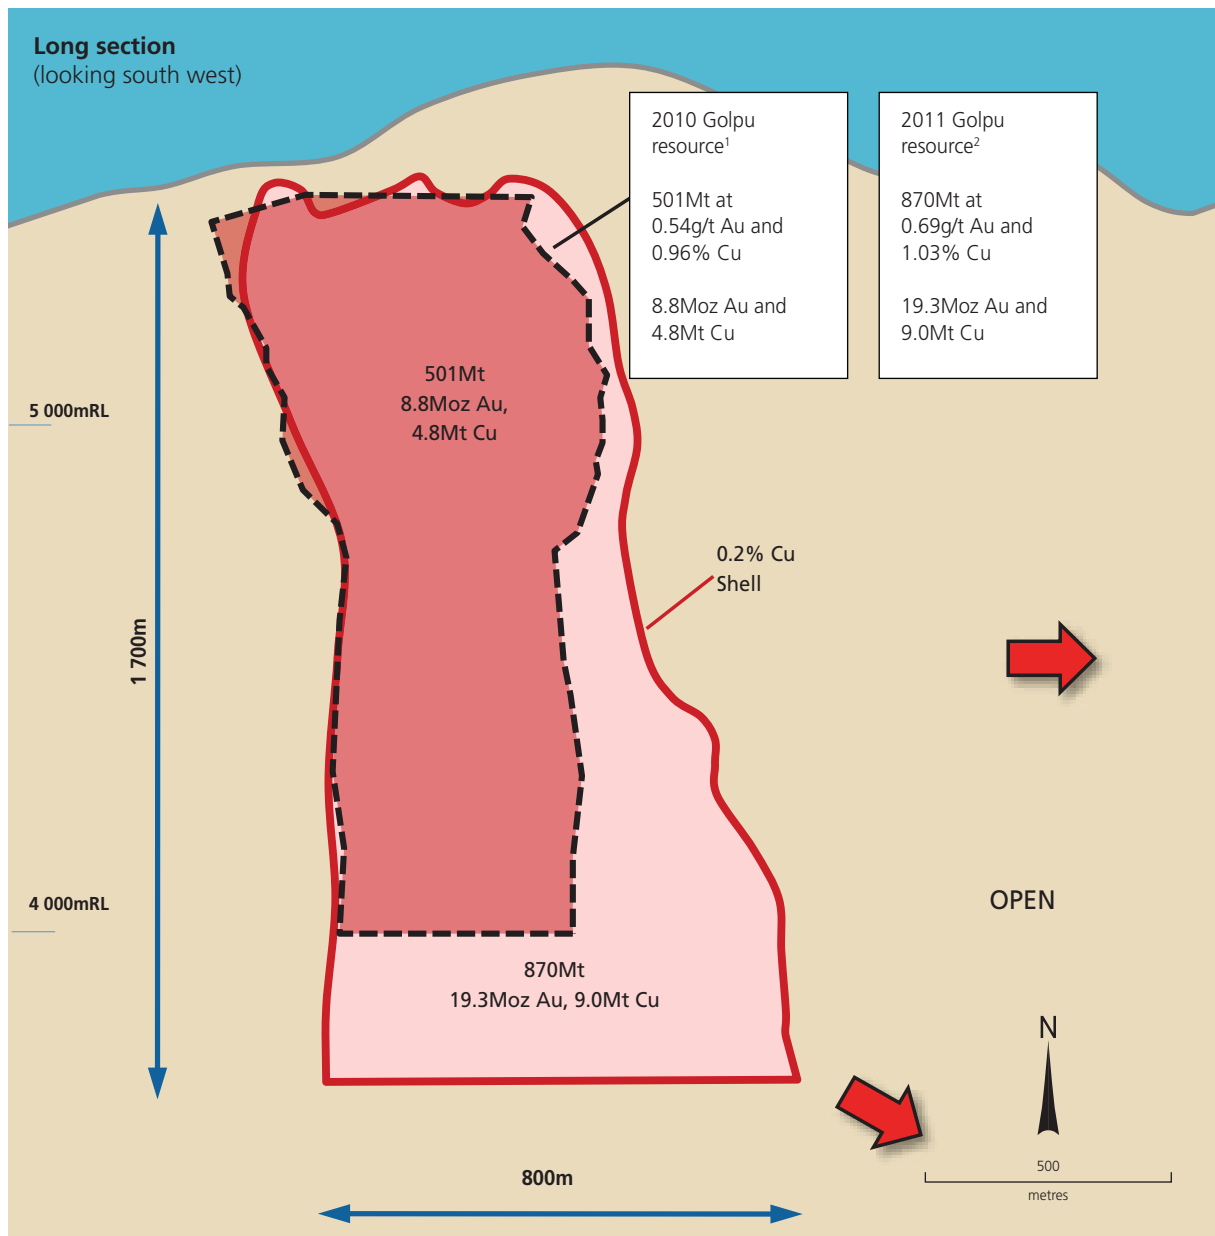 Long section
(looking south west)
2010 Golpu
resource¹
501Mt at
0.54g/t Au and
0.96% Cu
8.8Moz Au and
4.8Mt Cu
2011 Golpu
resource²
870Mt at
0.69g/t Au and
1.03% Cu
19.3Moz Au and
9.0Mt Cu
501Mt
8.8Moz Au,
4.8Mt Cu
5 000mRL
0.2% Cu
Shell
1 700m
4 000mRL
OPEN
870Mt
19.3Moz Au, 9.0Mt Cu
N
800m
500
metres